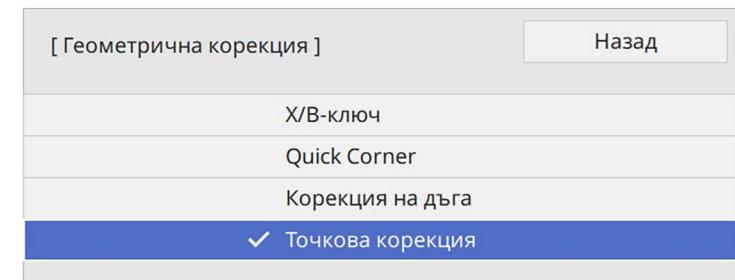 [ Геометрична корекция ]
Назад
Х/В-ключ
Quick Corner
Корекция на дъга
Точкова корекция